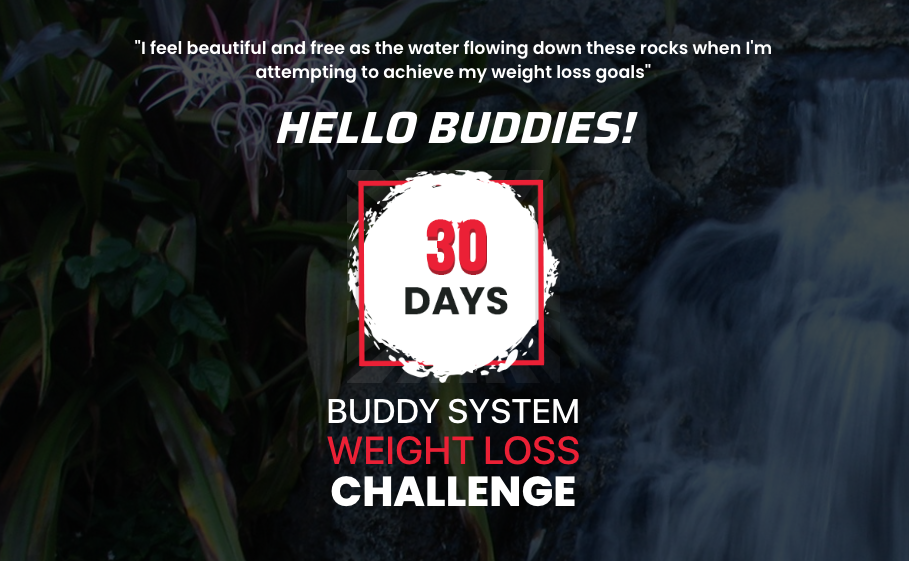 "I feel beautiful and free as the water flowing down these rocks when I'm
attempting to achieve my weight loss goals"
HELLO BUDDIES!
30
DAYS
BUDDY SYSTEM
WEIGHT LOSS
CHALLENGE